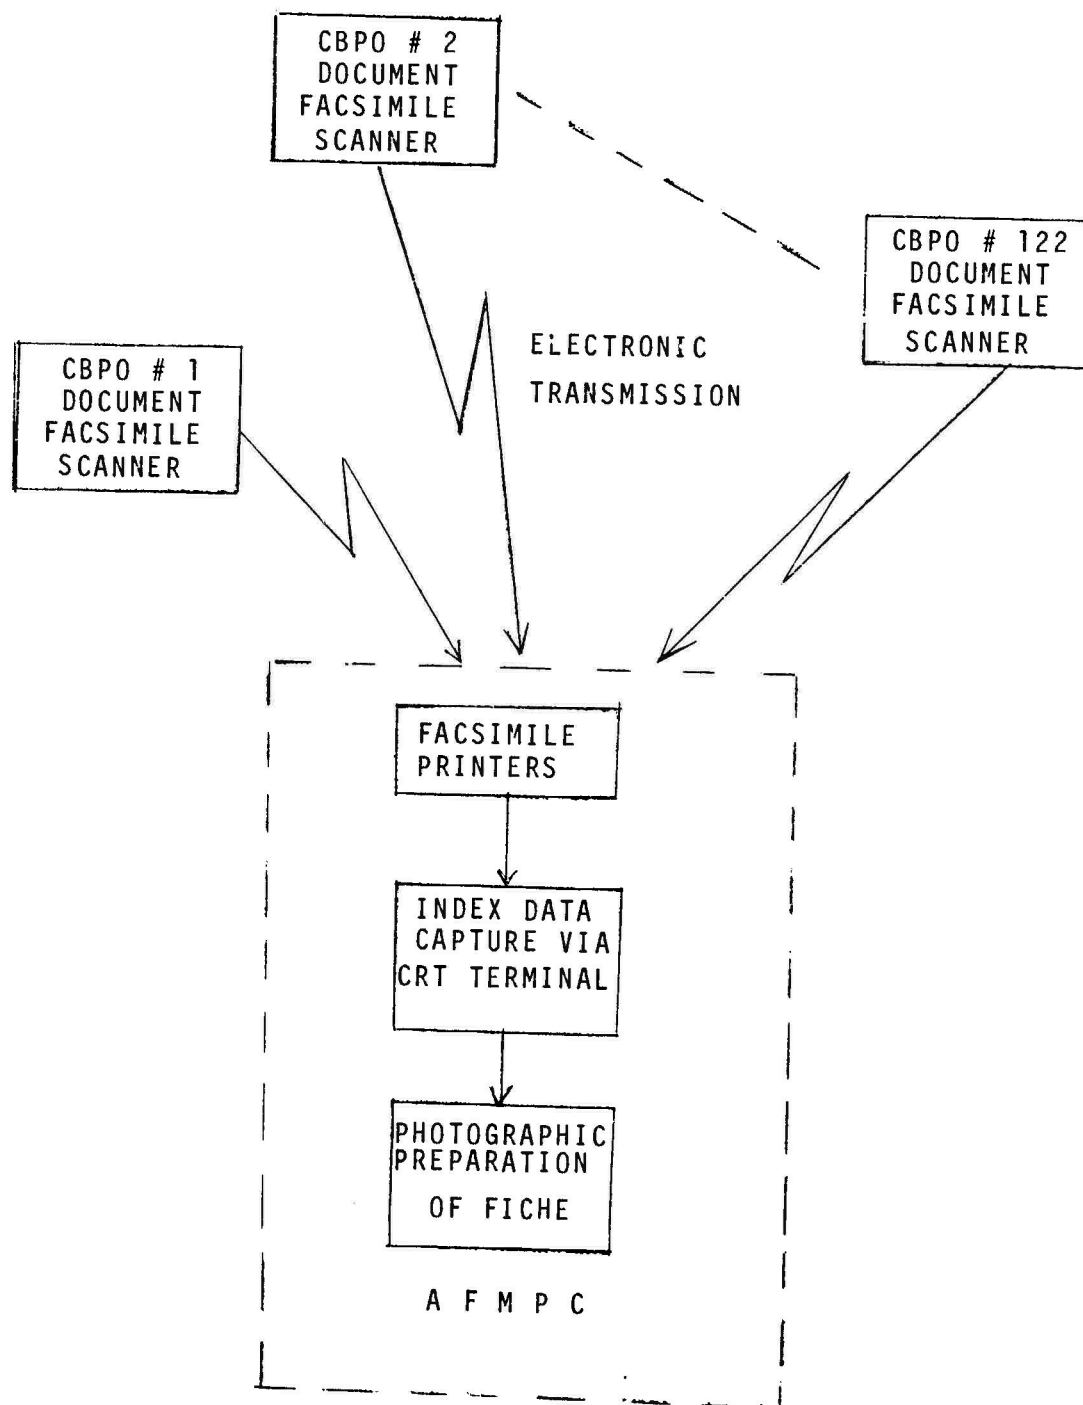 CBPO # 2
DOCUMENT
FACSIMILE
SCANNER
CBPO # 122
DOCUMENT
FACSIMILE
SCANNER
ELECTRONIC
TRANSMISSION
CBPO # 1
DOCUMENT
FACSIMILE
SCANNER
FACSIMILE
PRINTERS
INDEX DATA
CAPTURE VIA
CRT TERMINAL
PHOTOGRAPHIC
PREPARATION
OF FICHE
A F M P C